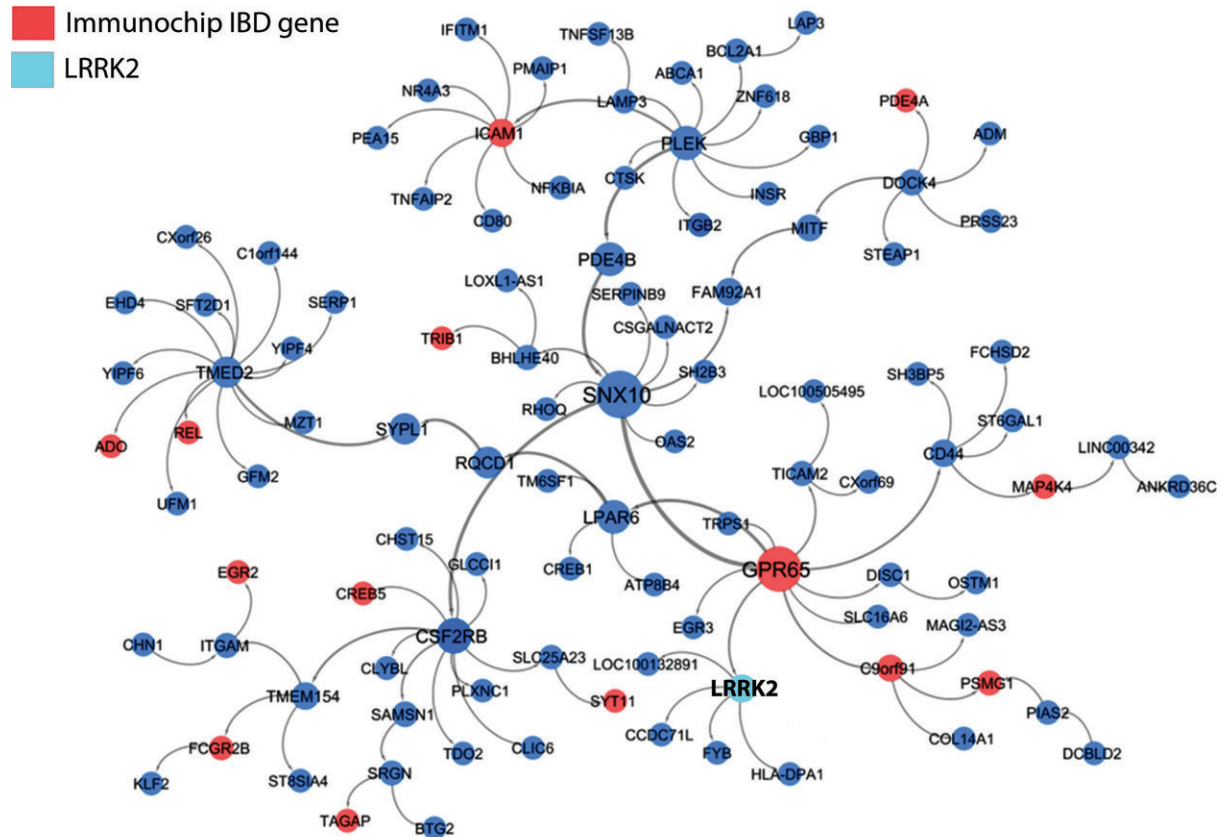 Immunochip IBD gene
LRRK2
IFITM1
TNFSF13B
LAP3
BCL2A1
PMAIP1
ABCA1
NR4A3
LAMP3
ZNF618
PDE4A
PEA15
ICAM1
PLEK
GBP1
ADM
CTSK
DOCK4
TNFAIP2
NFKBIA
INSR
CD80
ITGB2
MITF
PRSS23
CXorf26
C1orf144
STEAP1
PDE4B
LOXL1-AS1
SERPINB9
FAM92A1
EHD4
SFT2D1
SERP1
CSGALNACT2
TRIB1
YIPF4
BHLHE40
FCHSD2
YIPF6
TMED2
SH2B3
SH3BP5
SNX10
LOC100505495
RHOQ
ST6GAL1
MZT1
SYPL1
REL
ADO
OAS2
LINC00342
CD44
RQCD1
TICAM2
GFM2
TM6SF1
CXorf69
MAP4K4
ANKRD36C
UFM1
LPAR6
TRPS1
CHST15
GLCCI1
CREB1
GPR65
EGR2
ATP8B4
DISC1
OSTM1
CREB5
SLC16A6
EGR3
MAGI2-AS3
CHN1
ITGAM
CSF2RB
SLC25A23
LOC100132891
CLYBL
C9orf91
PLXNC1
LRRK2
PSMG1
TMEM154
SYT11
SAMSN1
PIAS2
CCDC71L
COL14A1
FCGR2B
TDO2
CLIC6
FYB
DCBLD2
KLF2
ST8SIA4
SRGN
HLA-DPA1
TAGAP
BTG2